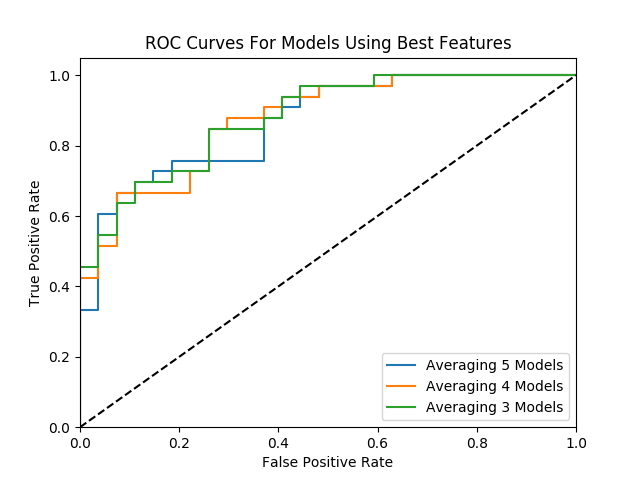 ROC Curves For Models Using Best Features
True Positive Rate
1.0
0.8
0.6
0.4
0.2
0.0
0.0 0.2 0.4 0.6 0.8 1.0
False Positive Rate
Averaging 5 Models
Averaging 4 Models
Averaging 3 Models